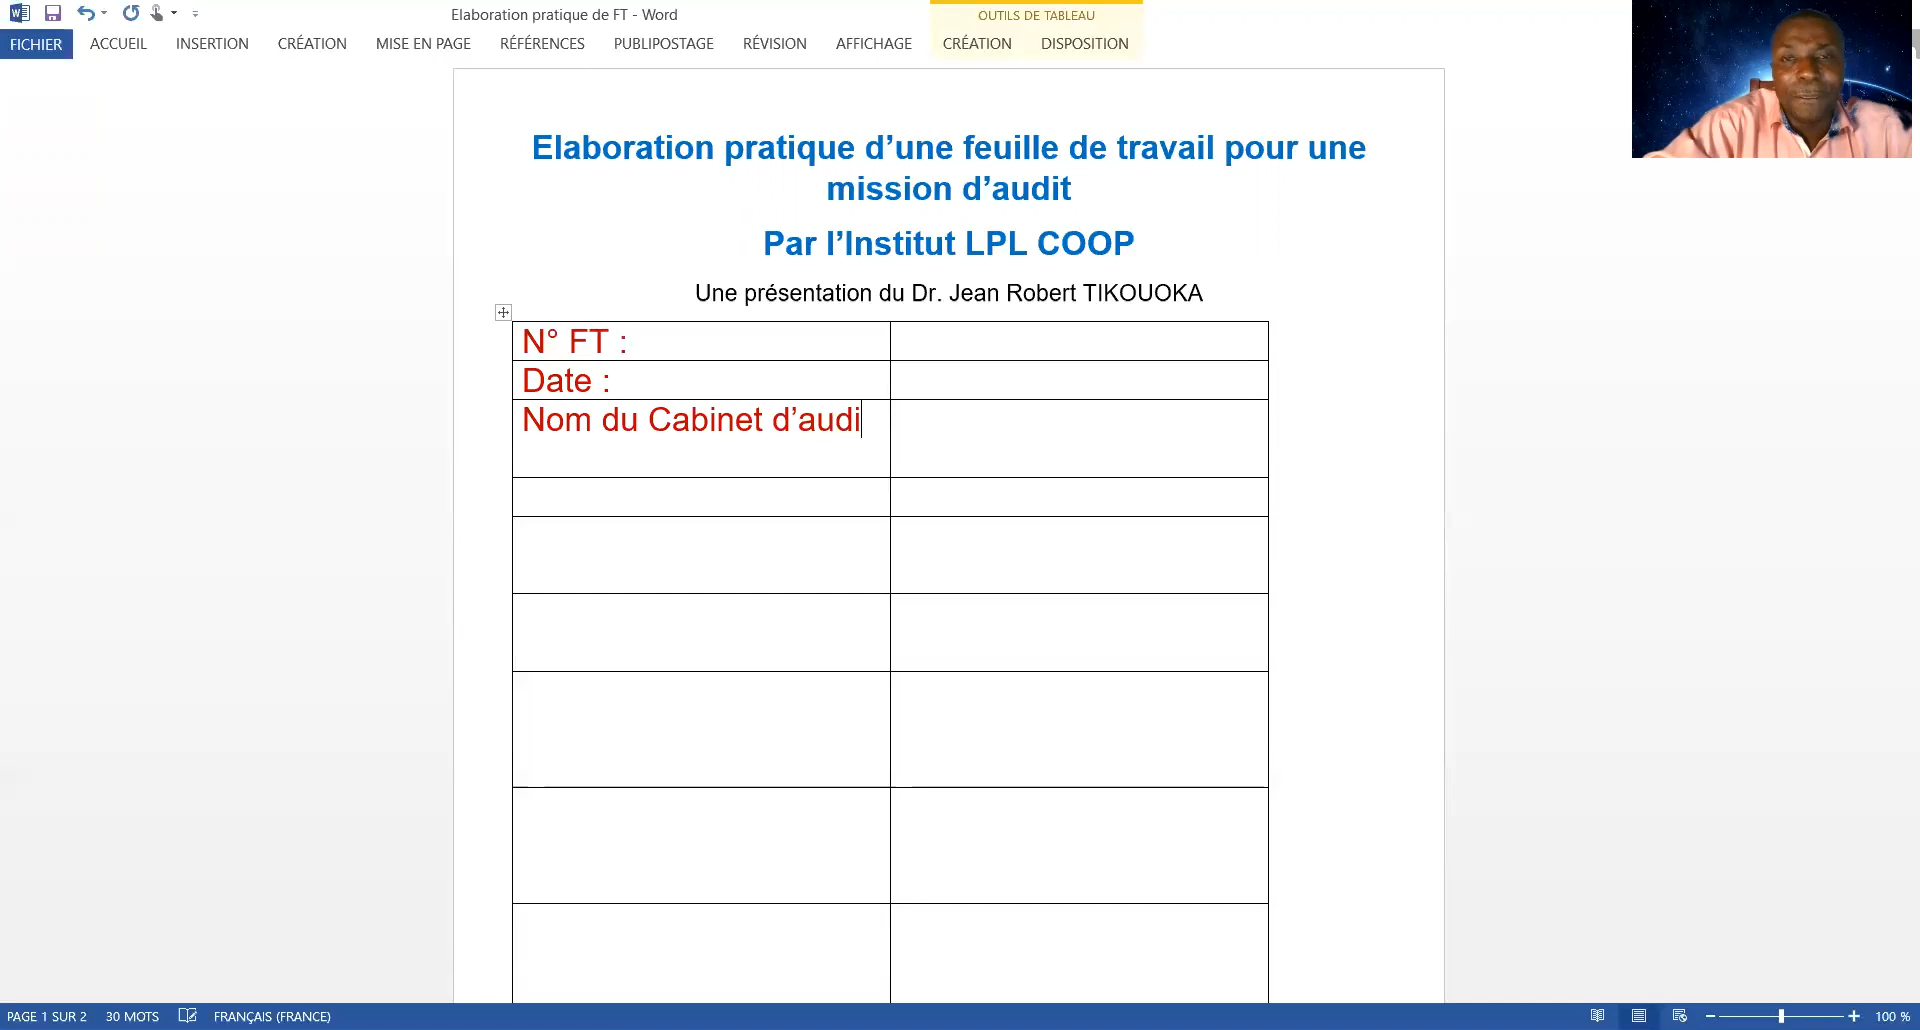 Elaboration pratique de FT - Word
OUTILS DE TABLEAU
FICHIER ACCUEIL INSERTION CRÉATION MISE EN PAGE RÉFÉRENCES PUBLIPOSTAGE RÉVISION AFFICHAGE CRÉATION DISPOSITION
Elaboration pratique d’une feuille de travail pour une
mission d’audit
Par l’Institut LPL COOP
Une présentation du Dr. Jean Robert TIKOUOKA
N° FT :
Date :
Nom du Cabinet d’audi
PAGE 1 SUR 2 30 MOTS FRANÇAIS (FRANCE) 100 %